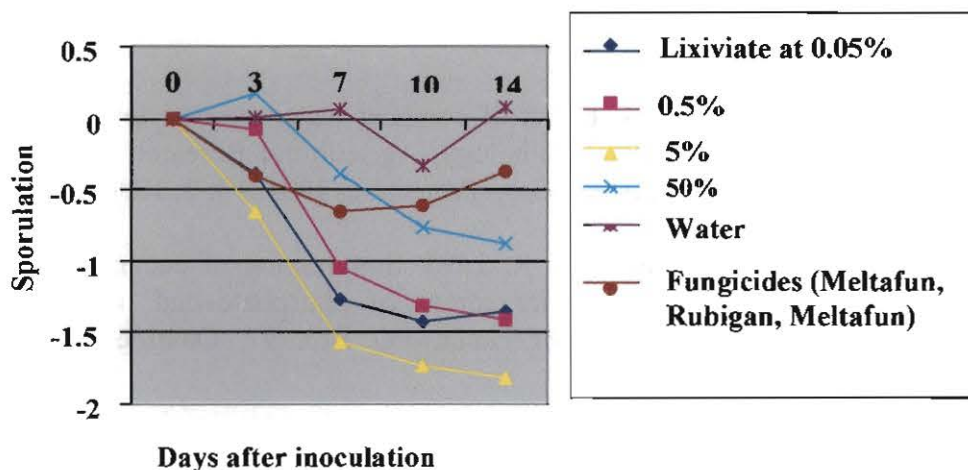 0.5
0
-0.5
-1
-1.5
-2
0 3 7 10 14
Sporulation
Days after inoculation
Lixiviate at 0.05%
0.5%
5%
50%
Water
Fungicides (Meltafun,
Rubigan, Meltafun)